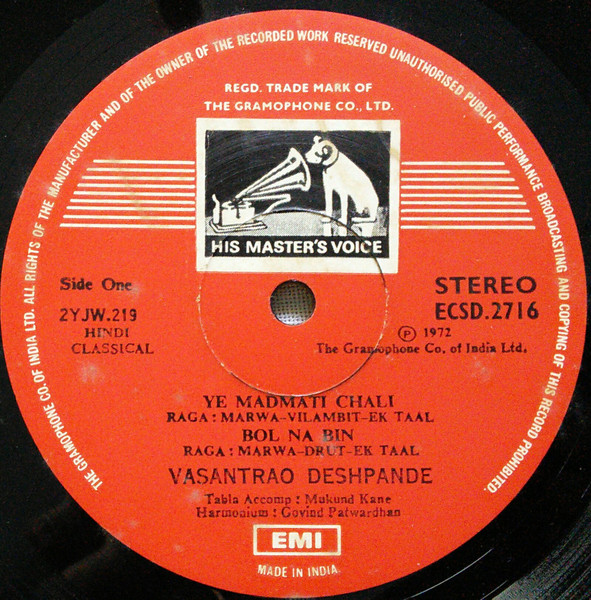 THE GRAMOPHONE CO. OF INDIA LTD. ALL RIGHTS OF THE MANUFACTURER AND OF THE OWNER OF THE RECORDED WORK RESERVED UNAUTHORISED PUBLIC PERFORMANCE BROADCASTING AND COPYING OF THIS RECORD PROHIBITED.
REGD. TRADE MARK OF
THE GRAMOPHONE CO., LTD.
HIS MASTER'S VOICE
Side One
2YJW.219
HINDI
CLASSICAL
STEREO
ECSD.2716
Ⓟ 1972
The Gramophone Co. of India Ltd.
YE MADMATI CHALI
RAGA : MARWA-VILAMBIT-EK TAAL
BOL NA BIN
RAGA : MARWA-DRUT-EK TAAL
VASANTRAO DESHPANDE
Tabla Accomp : Mukund Kane
Harmonium : Govind Patwardhan
EMI
MADE IN INDIA